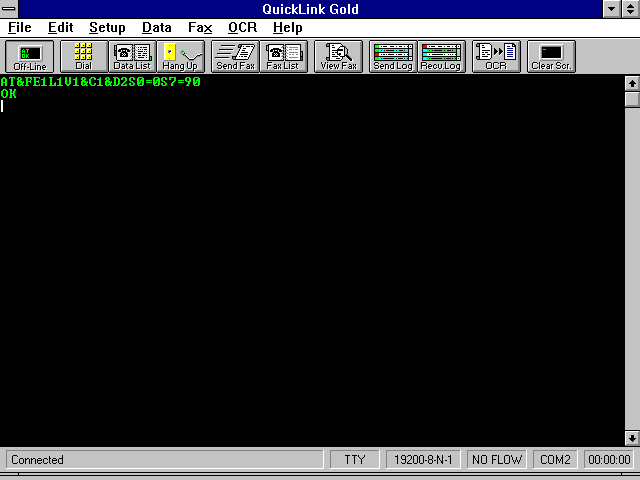 QuickLink Gold
File Edit Setup Data Fax OCR Help
Off-Line Dial Data List Hang Up Send Fax Fax List View Fax Send Log Recv. Log OCR Clear Scr.
AT&FE1L1V1&C1&D2S0=0S7=90
OK
Connected TTY 19200-8-N-1 NO FLOW COM2 00:00:00